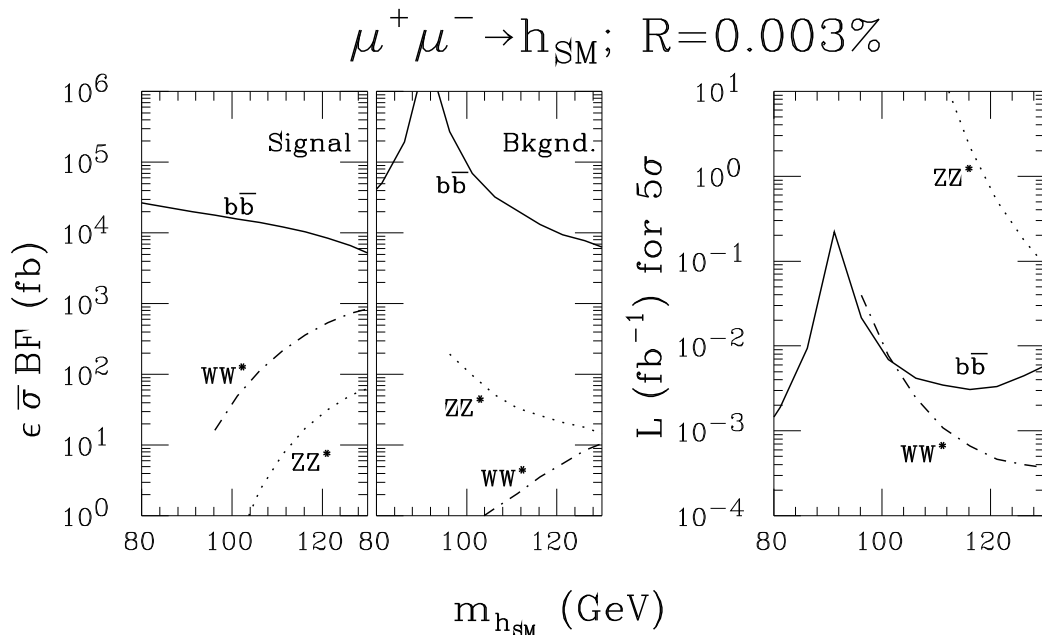 μ⁺μ⁻→h_SM; R=0.003%
ϵ σ̄ BF (fb)
10⁶
10⁵
10⁴
10³
10²
10¹
10⁰
Signal
bb̄
WW*
ZZ*
80 100 120
Bkgnd.
bb̄
ZZ*
WW*
80 100 120
L (fb⁻¹) for 5σ
10¹
10⁰
10⁻¹
10⁻²
10⁻³
10⁻⁴
ZZ*
bb̄
WW*
80 100 120
m_h_SM (GeV)